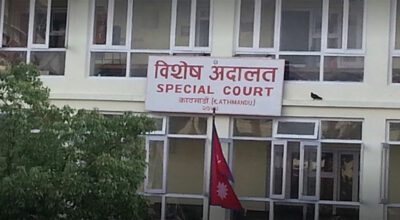 विशेष अदालत
SPECIAL COURT
काठमाडौं (KATHMANDU)